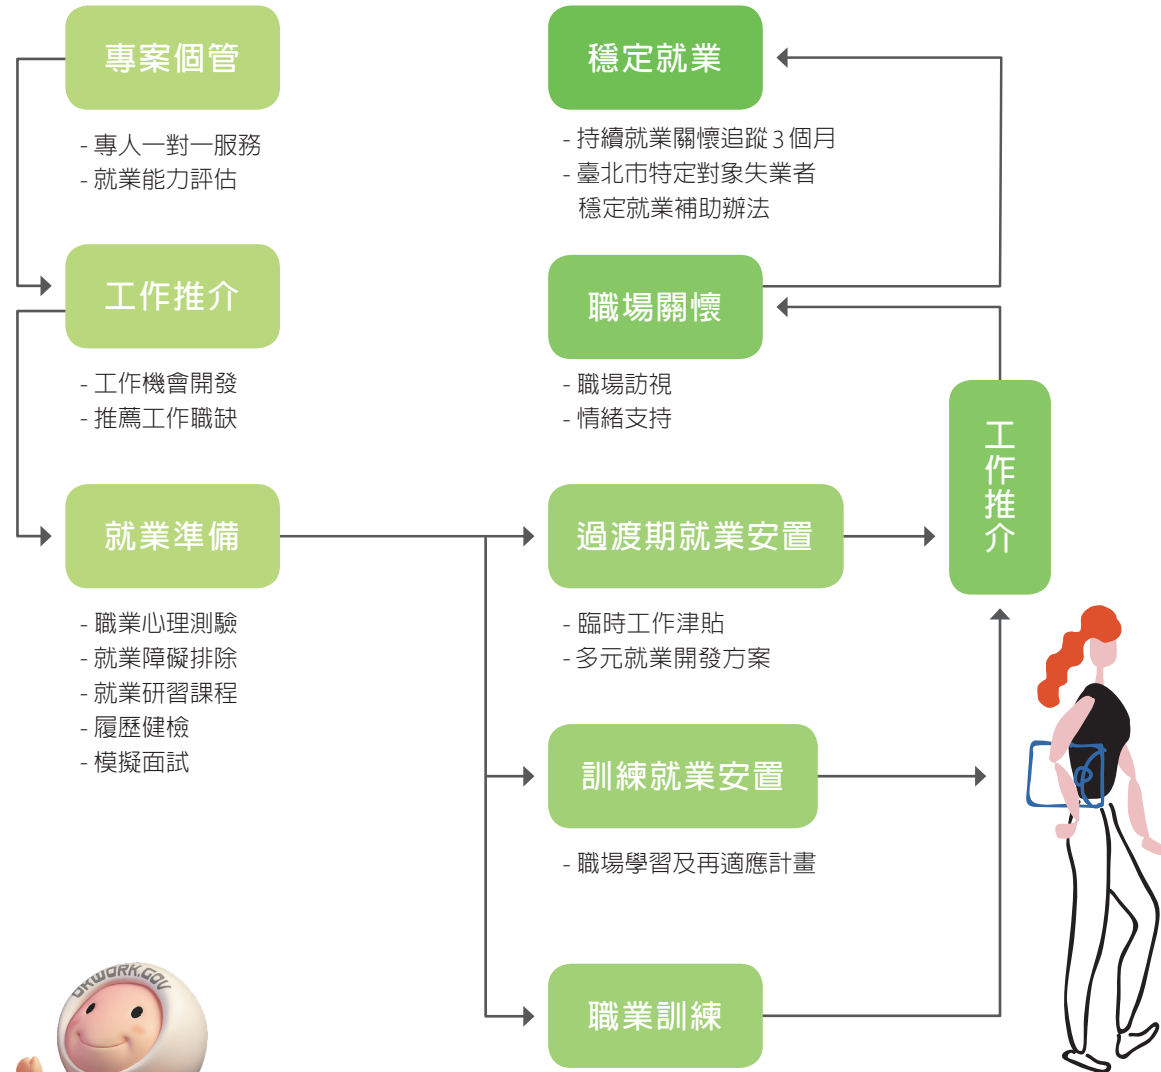 專案個管
- 專人一對一服務
- 就業能力評估
工作推介
- 工作機會開發
- 推薦工作職缺
就業準備
- 職業心理測驗
- 就業障礙排除
- 就業研習課程
- 履歷健檢
- 模擬面試
過渡期就業安置
- 臨時工作津貼
- 多元就業開發方案
訓練就業安置
- 職場學習及再適應計畫
職業訓練
工作推介
職場關懷
- 職場訪視
- 情緒支持
穩定就業
- 持續就業關懷追蹤3個月
- 臺北市特定對象失業者
穩定就業補助辦法
OKWORK.GOV